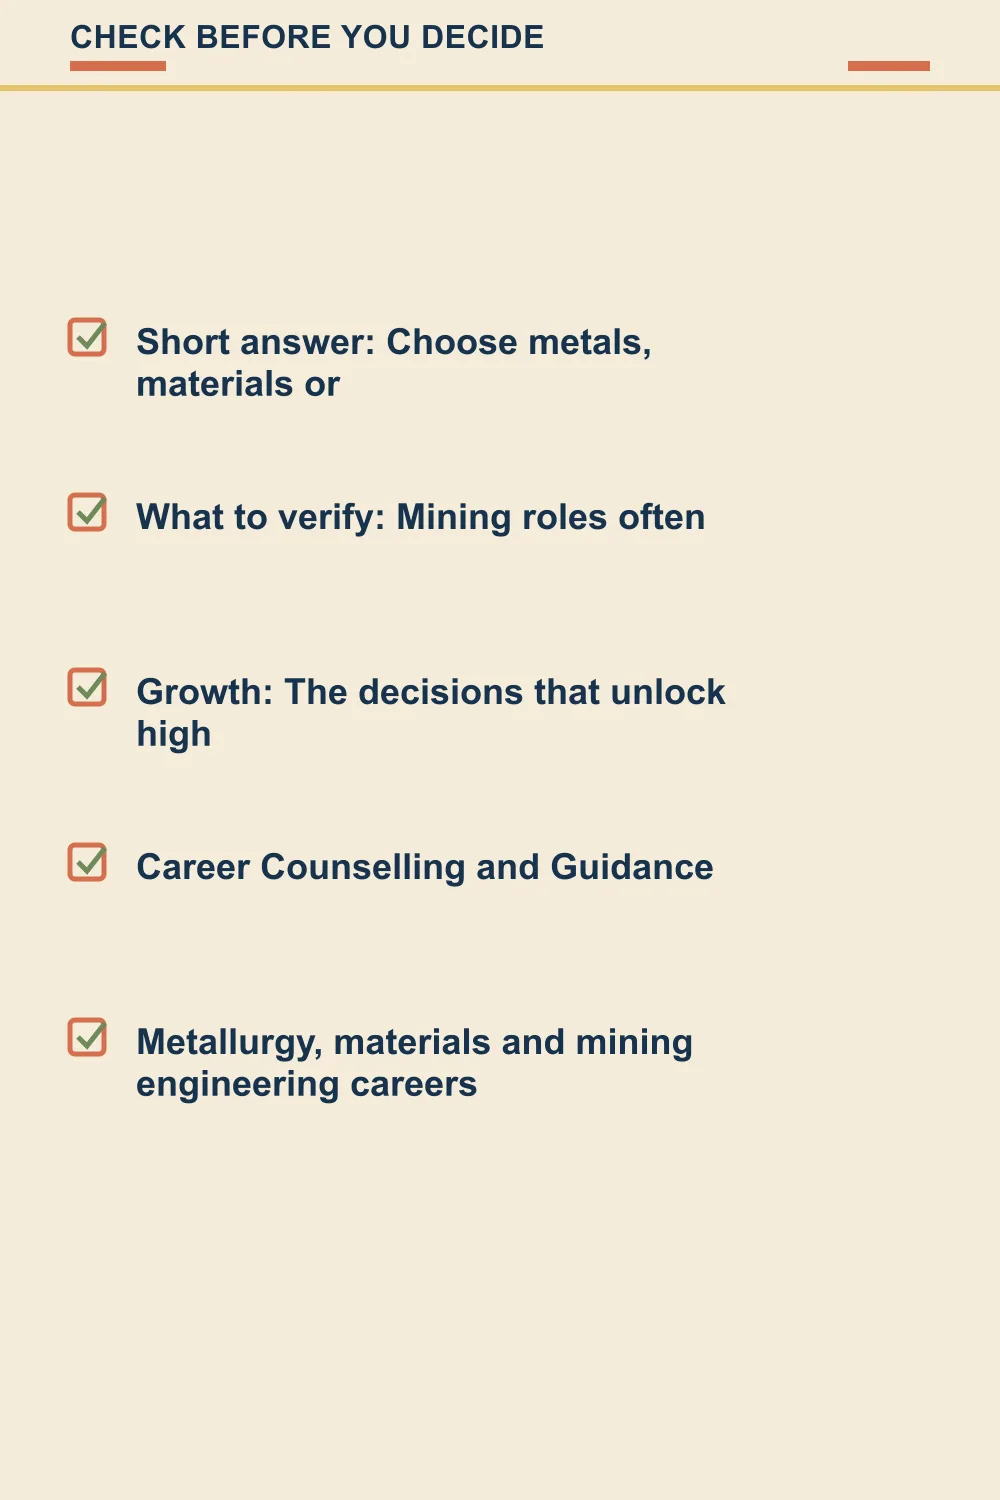 CHECK BEFORE YOU DECIDE
Short answer: Choose metals,
materials or
What to verify: Mining roles often
Growth: The decisions that unlock
high
Career Counselling and Guidance
Metallurgy, materials and mining
engineering careers